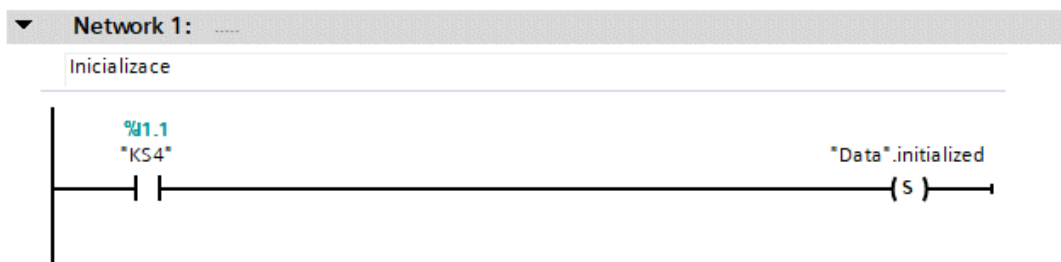 Network 1: .....
Inicializace
%I1.1
"KS4"
"Data".initialized
S